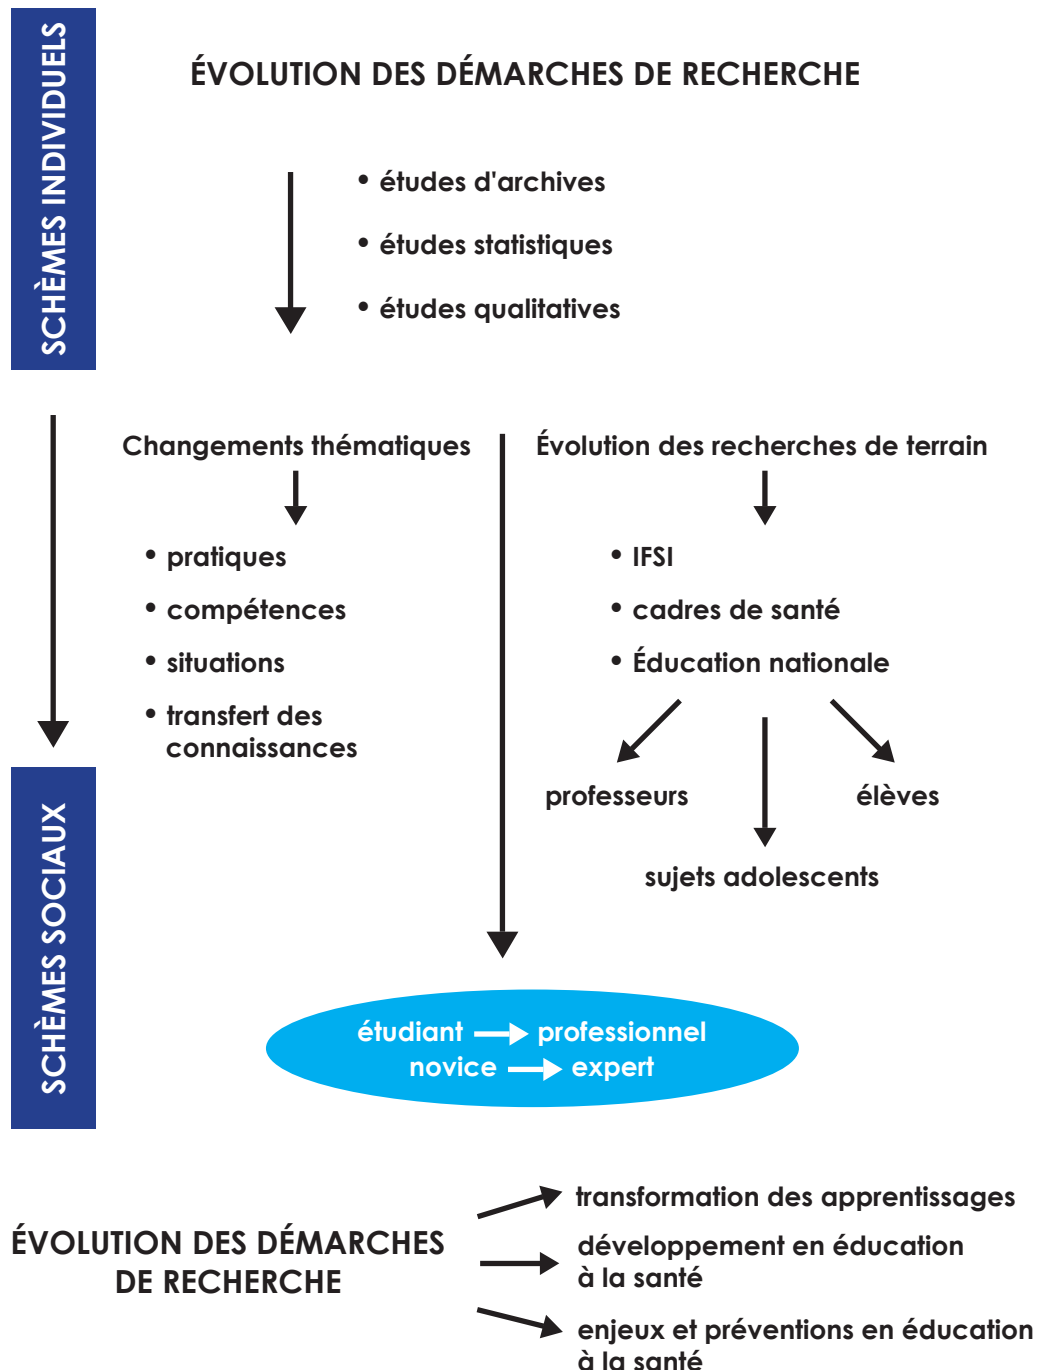 SCHÈMES INDIVIDUELS
ÉVOLUTION DES DÉMARCHES DE RECHERCHE
• études d'archives
• études statistiques
• études qualitatives
Changements thématiques
• pratiques
• compétences
• situations
• transfert des
connaissances
Évolution des recherches de terrain
• IFSI
• cadres de santé
• Éducation nationale
professeurs
élèves
sujets adolescents
SCHÈMES SOCIAUX
étudiant → professionnel
novice → expert
ÉVOLUTION DES DÉMARCHES
DE RECHERCHE
transformation des apprentissages
développement en éducation
à la santé
enjeux et préventions en éducation
à la santé